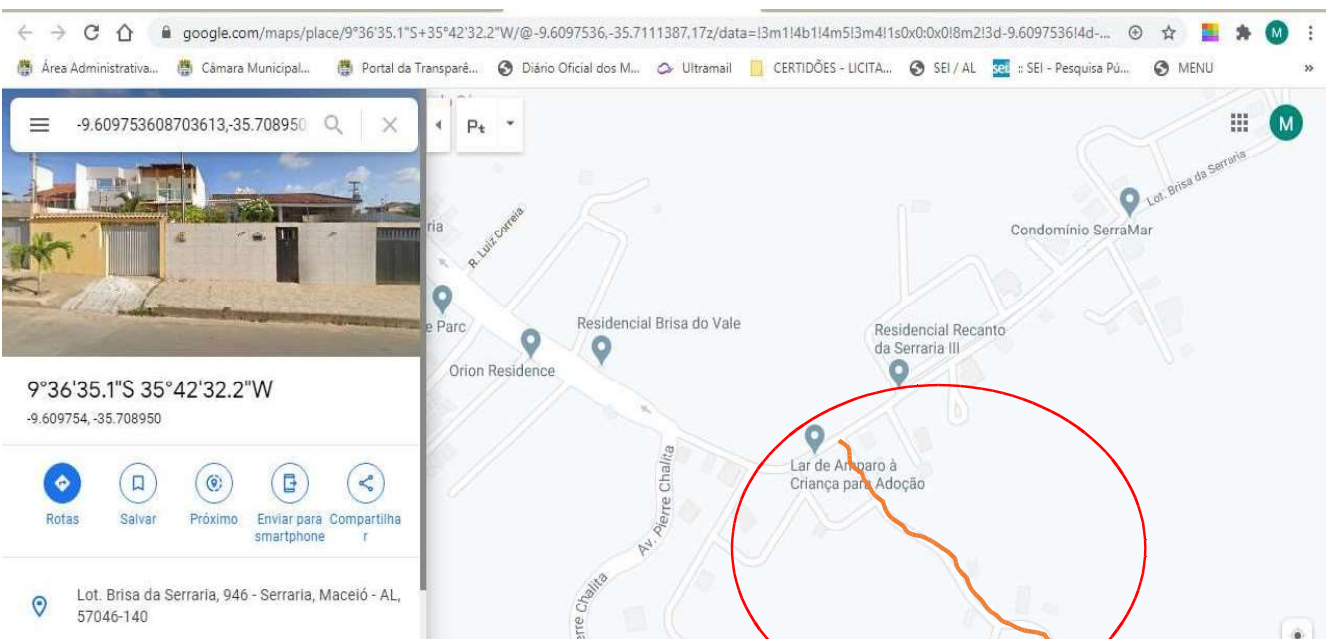 google.com/maps/place/9°36'35.1"S+35°42'32.2"W/@-9.6097536,-35.7111387,17z/data=!3m1!4b1!4m5!3m4!1s0x0:0x0!8m2!3d-9.6097536!4d-...
M
Área Administrativa...
Câmara Municipal...
Portal da Transparê...
Diário Oficial dos M...
Ultramail
CERTIDÕES - LICITA...
SEI / AL
sei
:: SEI - Pesquisa Pú...
MENU
»
-9.609753608703613,-35.708950
Pt
M
9°36'35.1"S 35°42'32.2"W
-9.609754, -35.708950
Rotas
Salvar
Próximo
Enviar para
smartphone
Compartilha
r
Lot. Brisa da Serraria, 946 - Serraria, Maceió - AL,
57046-140
ria
R. Luiz Correia
e Parc
Orion Residence
Residencial Brisa do Vale
Residencial Recanto
da Serraria III
Condomínio SerraMar
Lot. Brisa da Serraria
Lar de Amparo à
Criança para Adoção
Av. Pierre Chalita
erre Chalita